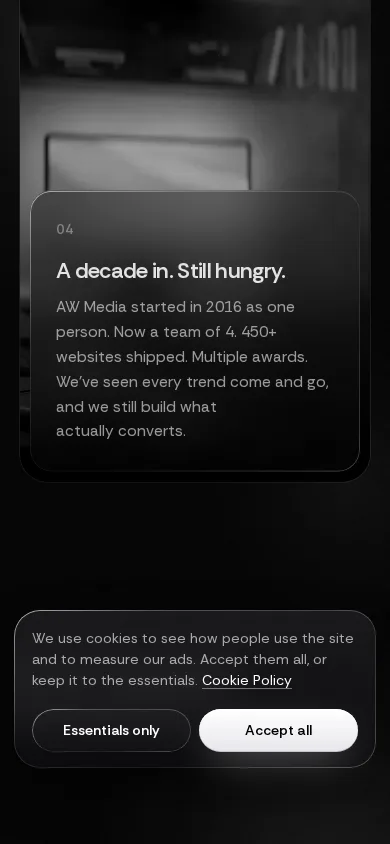 04
A decade in. Still hungry.
AW Media started in 2016 as one
person. Now a team of 4. 450+
websites shipped. Multiple awards.
We've seen every trend come and go,
and we still build what
actually converts.
We use cookies to see how people use the site
and to measure our ads. Accept them all, or
keep it to the essentials. Cookie Policy
Essentials only
Accept all